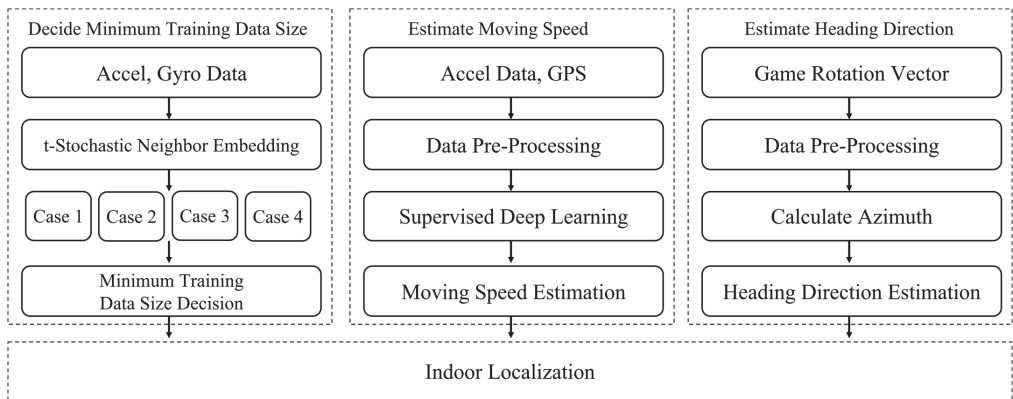 Decide Minimum Training Data Size
Accel, Gyro Data
t-Stochastic Neighbor Embedding
Case 1
Case 2
Case 3
Case 4
Minimum Training
Data Size Decision
Estimate Moving Speed
Accel Data, GPS
Data Pre-Processing
Supervised Deep Learning
Moving Speed Estimation
Estimate Heading Direction
Game Rotation Vector
Data Pre-Processing
Calculate Azimuth
Heading Direction Estimation
Indoor Localization